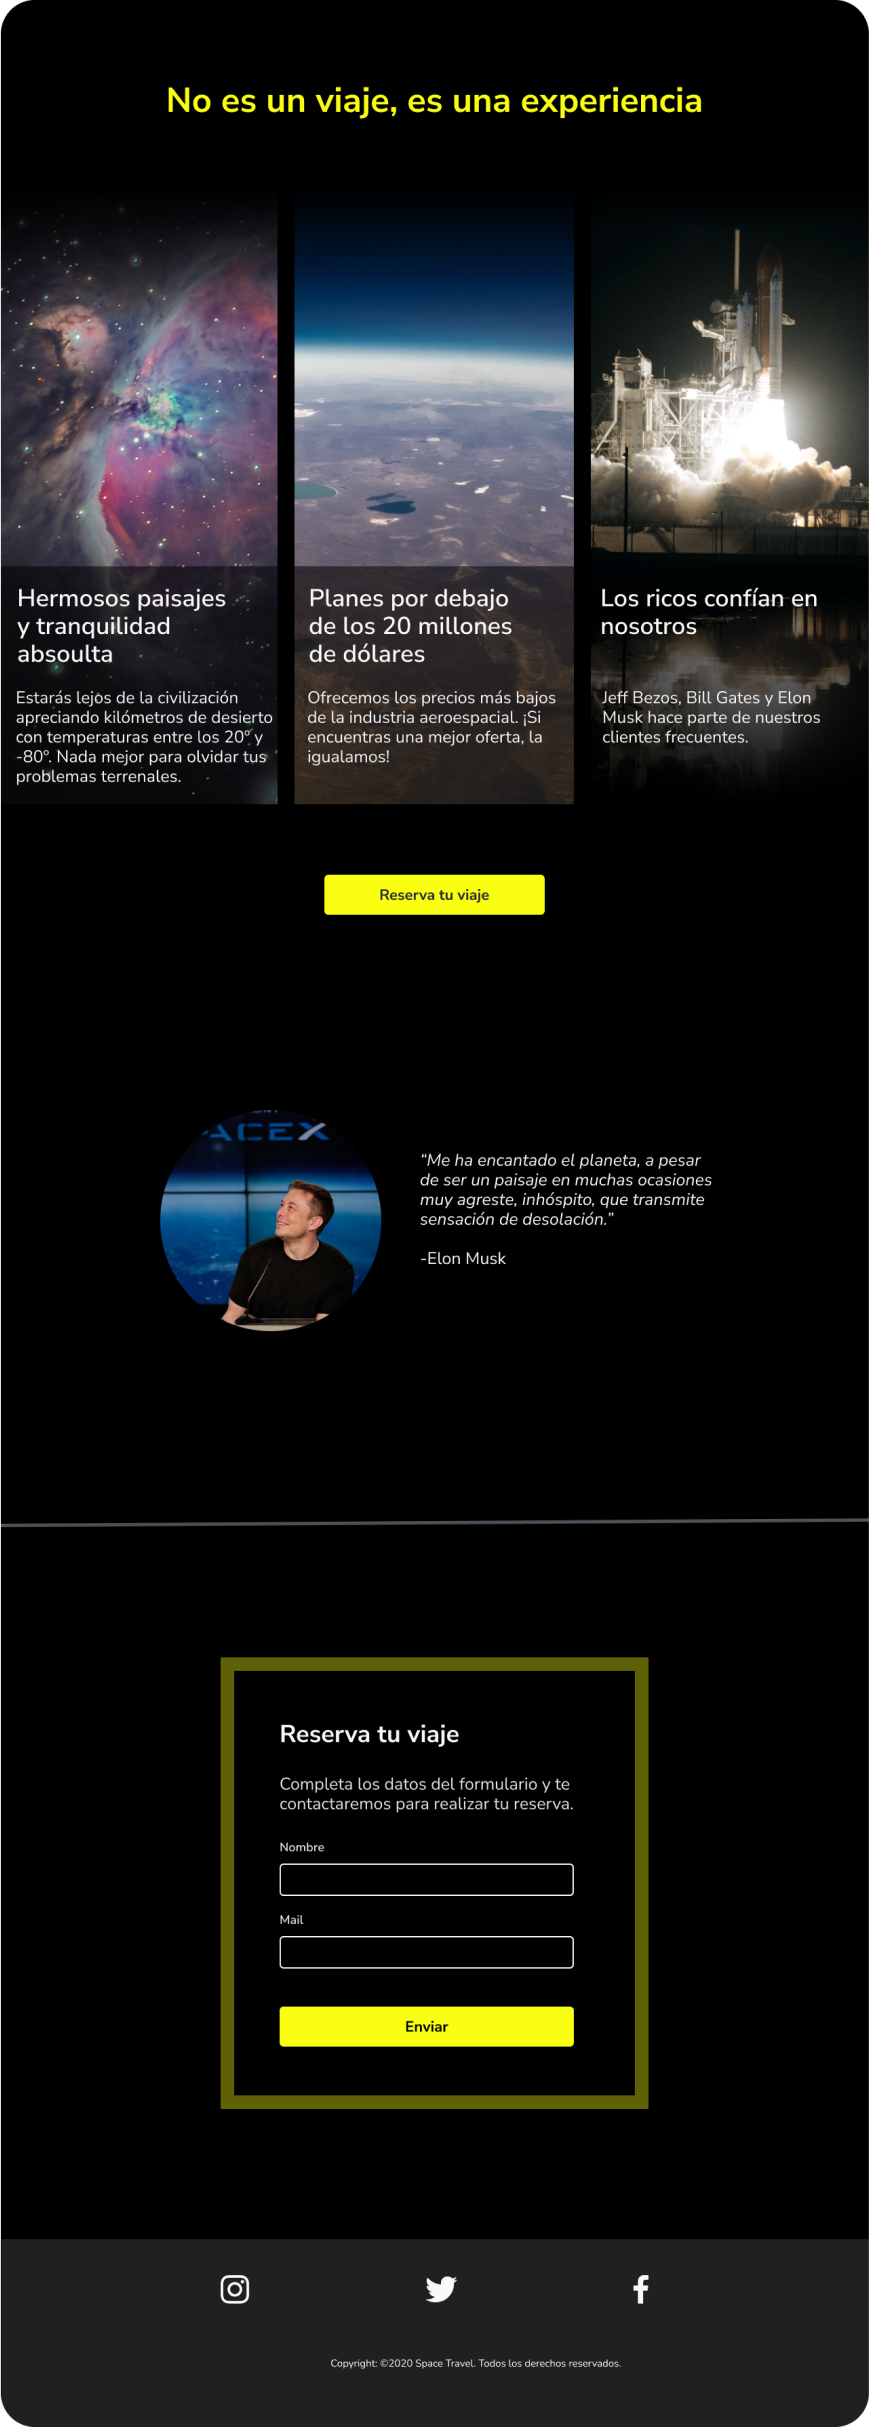 No es un viaje, es una experiencia
Hermosos paisajes
y tranquilidad
absoulta
Estarás lejos de la civilización
apreciando kilómetros de desierto
con temperaturas entre los 20º y
-80º. Nada mejor para olvidar tus
problemas terrenales.
Planes por debajo
de los 20 millones
de dólares
Ofrecemos los precios más bajos
de la industria aeroespacial. ¡Si
encuentras una mejor oferta, la
igualamos!
Los ricos confían en
nosotros
Jeff Bezos, Bill Gates y Elon
Musk hace parte de nuestros
clientes frecuentes.
Reserva tu viaje
ACEX
“Me ha encantado el planeta, a pesar
de ser un paisaje en muchas ocasiones
muy agreste, inhóspito, que transmite
sensación de desolación.”
-Elon Musk
Reserva tu viaje
Completa los datos del formulario y te
contactaremos para realizar tu reserva.
Nombre
Mail
Enviar
Copyright: ©2020 Space Travel. Todos los derechos reservados.